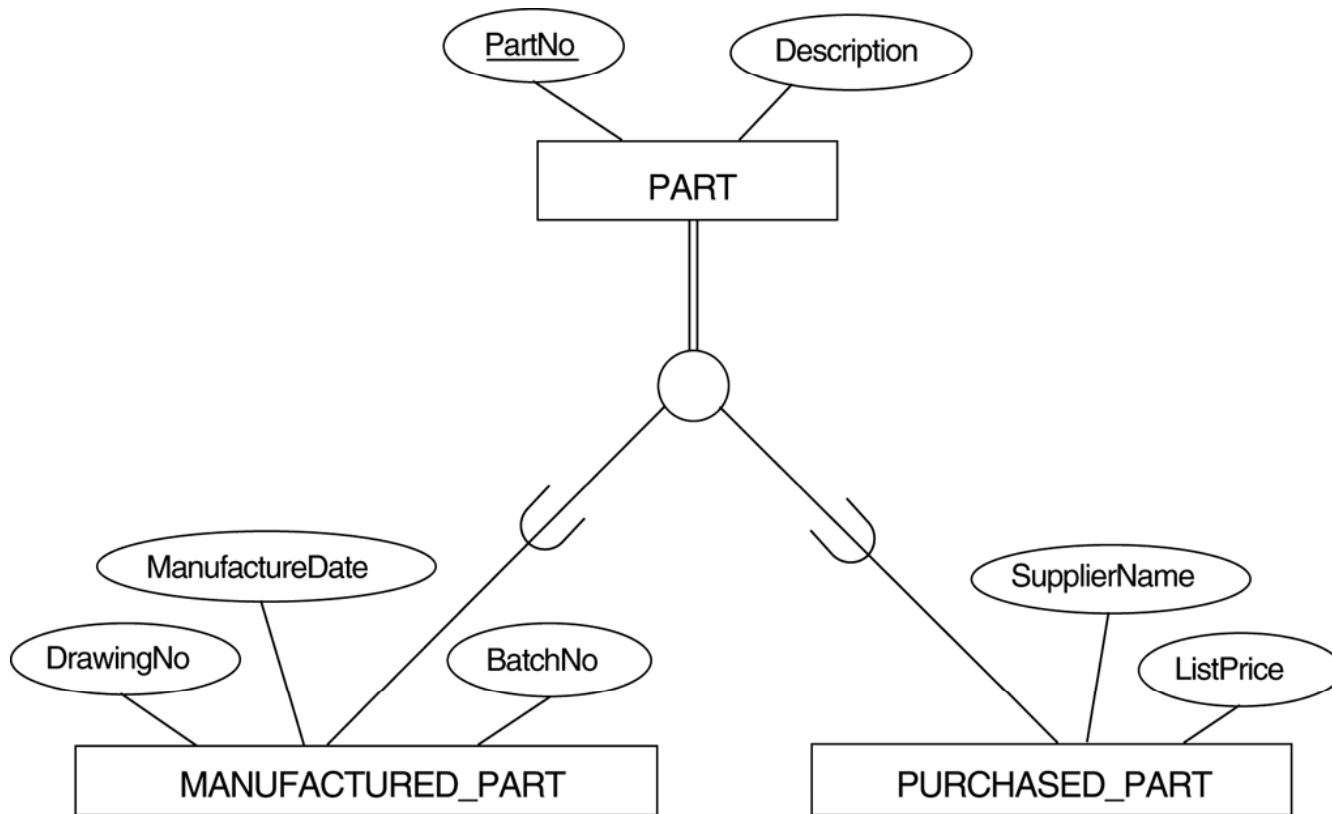 PartNo
Description
PART
ManufactureDate
SupplierName
DrawingNo
BatchNo
ListPrice
MANUFACTURED_PART
PURCHASED_PART